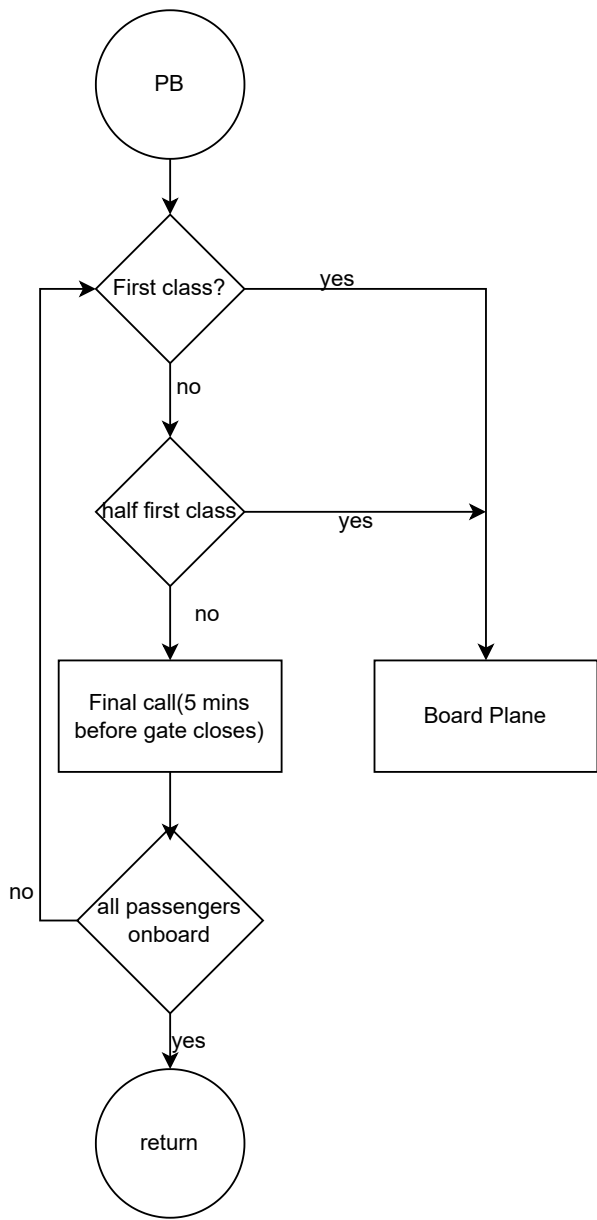 PB
First class?
yes
no
half first class
yes
no
Final call(5 mins
before gate closes)
Board Plane
no
all passengers
onboard
yes
return